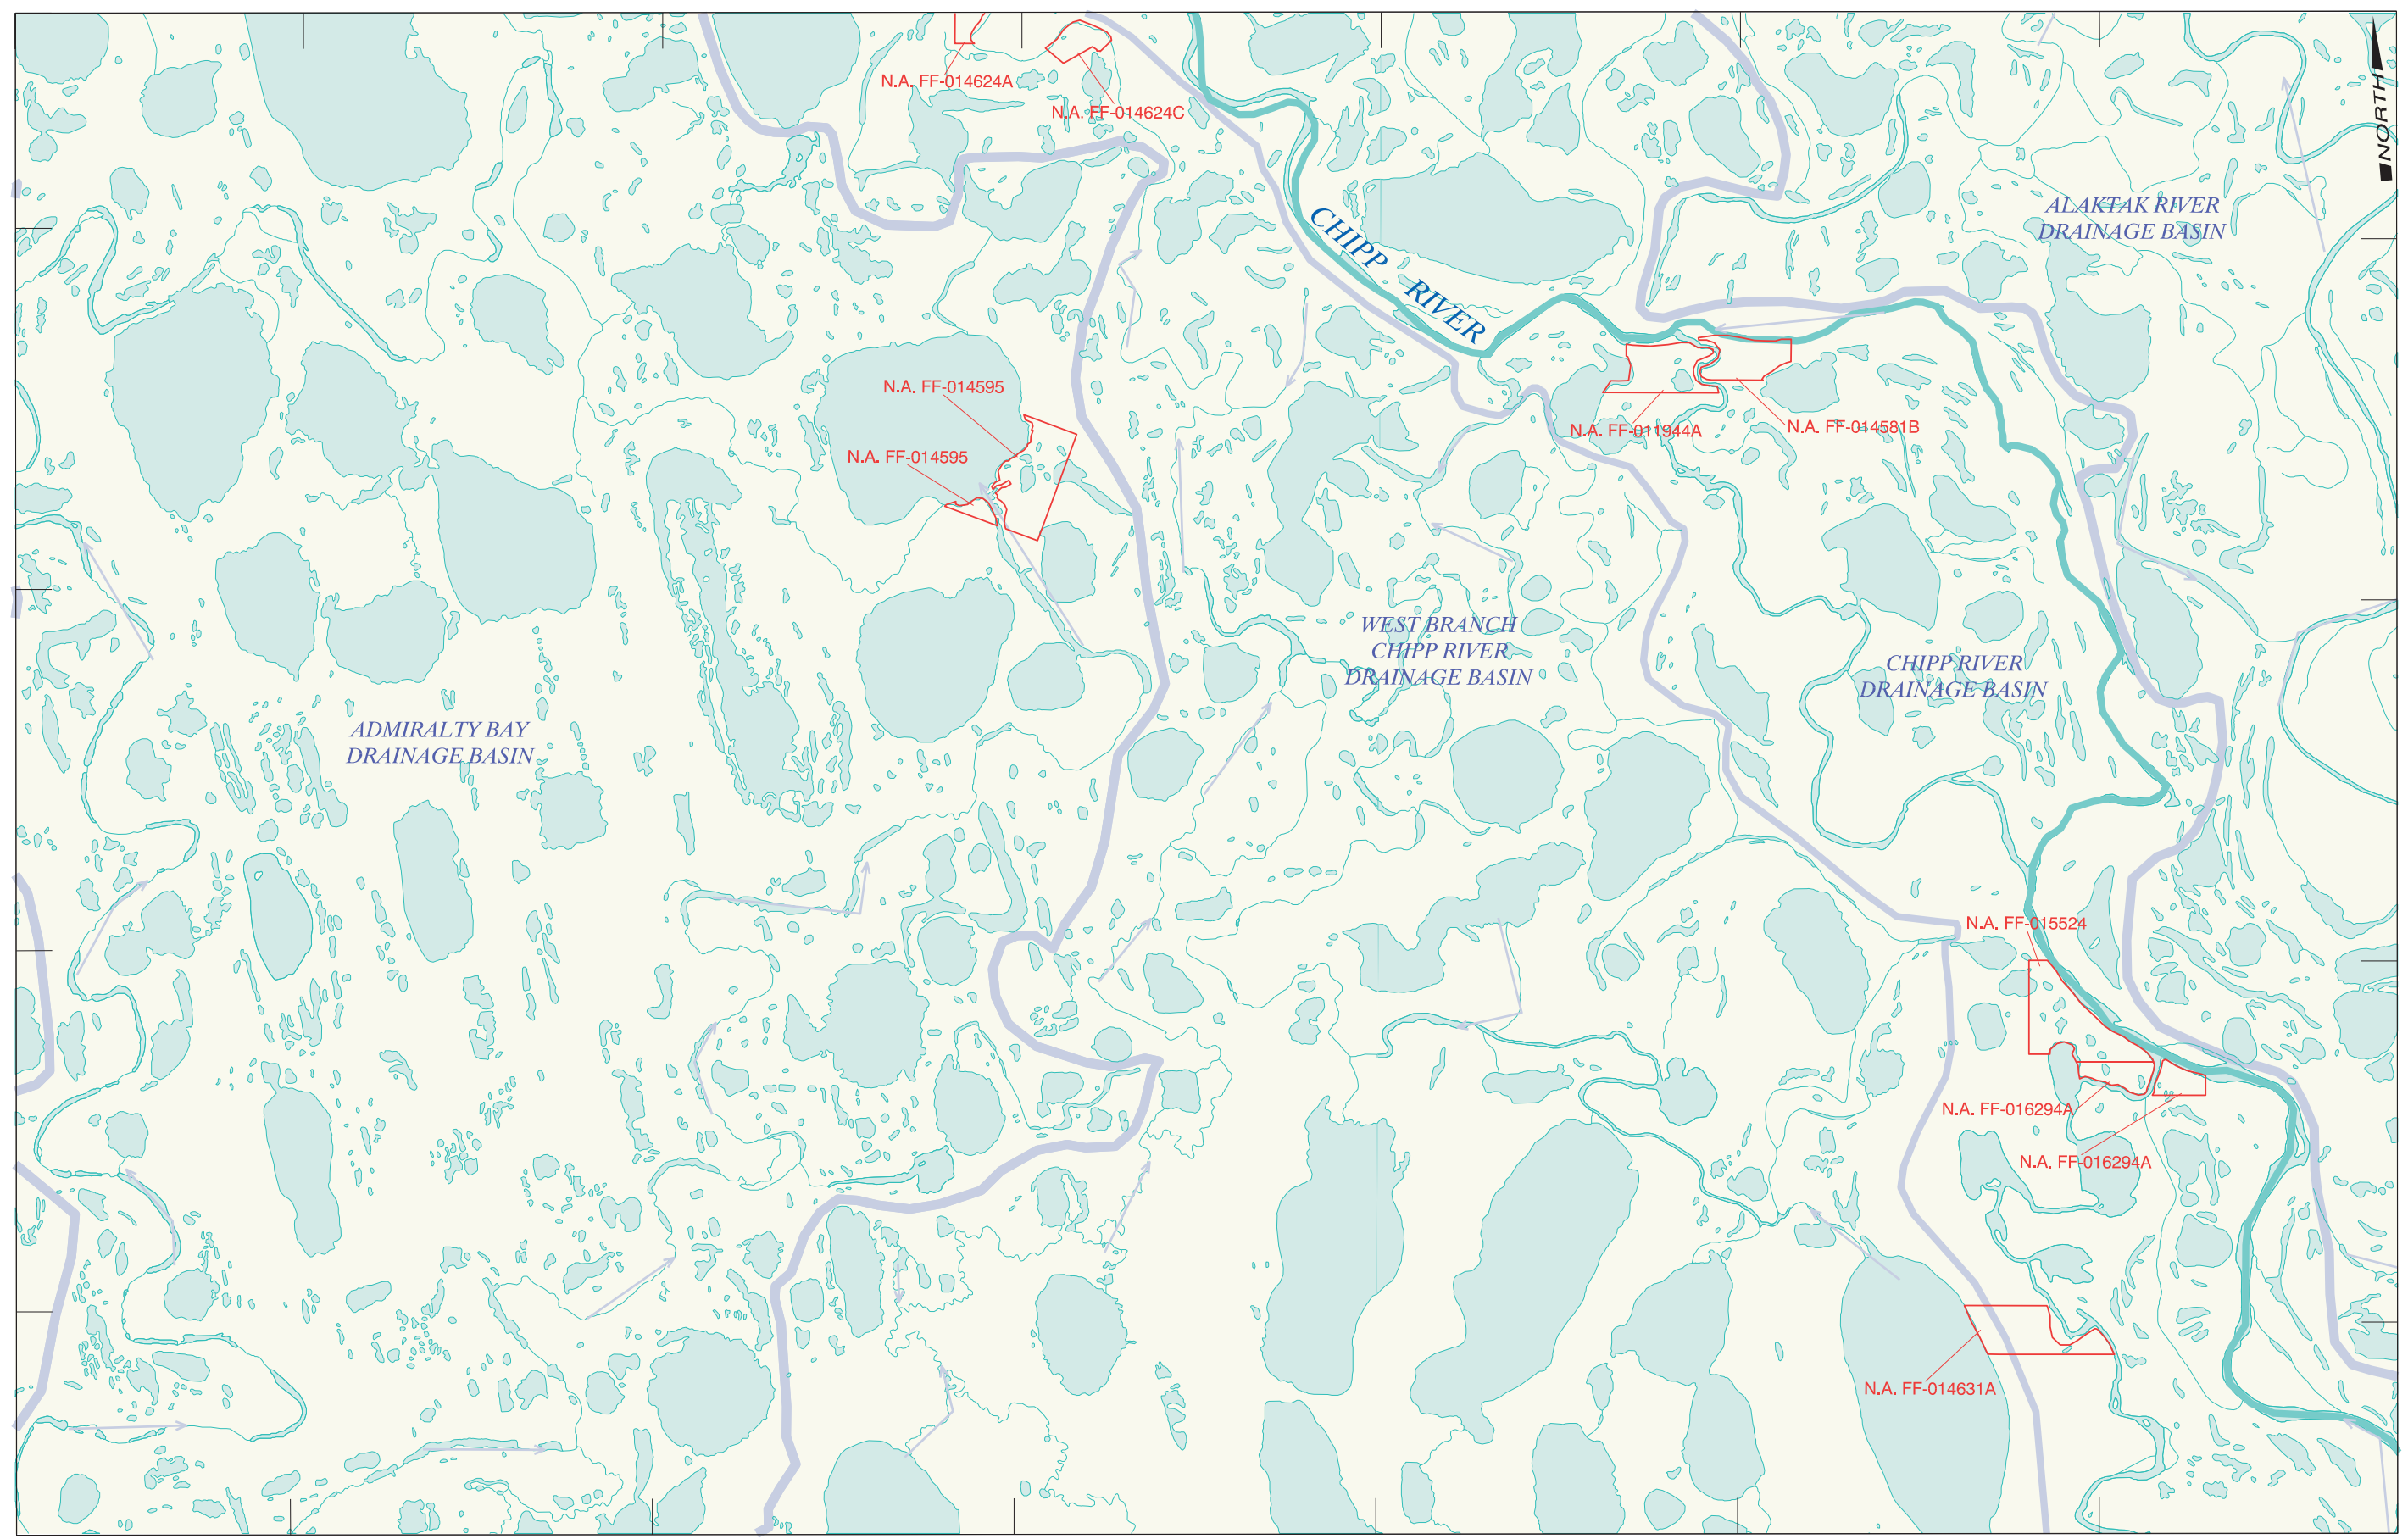 N.A. FF-014624A
N.A. FF-014624C
NORTH
ALAKTAK RIVER
DRAINAGE BASIN
CHIPP RIVER
N.A. FF-014595
N.A. FF-014595
N.A. FF-011944A
N.A. FF-014581B
WEST BRANCH
CHIPP RIVER
DRAINAGE BASIN
CHIPP RIVER
DRAINAGE BASIN
ADMIRALTY BAY
DRAINAGE BASIN
N.A. FF-015524
N.A. FF-016294A
N.A. FF-016294A
N.A. FF-014631A